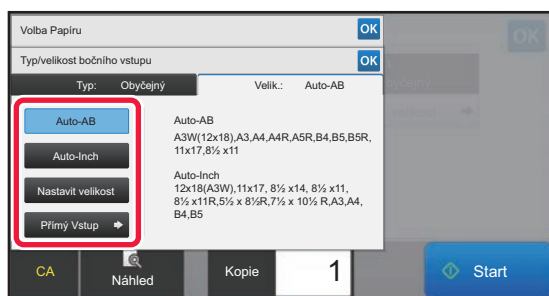 Volba Papíru
OK
Typ/velikost bočního vstupu
OK
Typ: Obyčejný
Velik.: Auto-AB
Auto-AB
Auto-Inch
Nastavit velikost
Přímý Vstup
Auto-AB
A3W(12x18),A3,A4,A4R,A5R,B4,B5,B5R,
11x17,8½ x11
Auto-Inch
12x18(A3W),11x17, 8½ x14, 8½ x11,
8½ x11R,5½ x 8½R,7½ x 10½ R,A3,A4,
B4,B5
OK
CA
Náhled
Kopie
1
Start